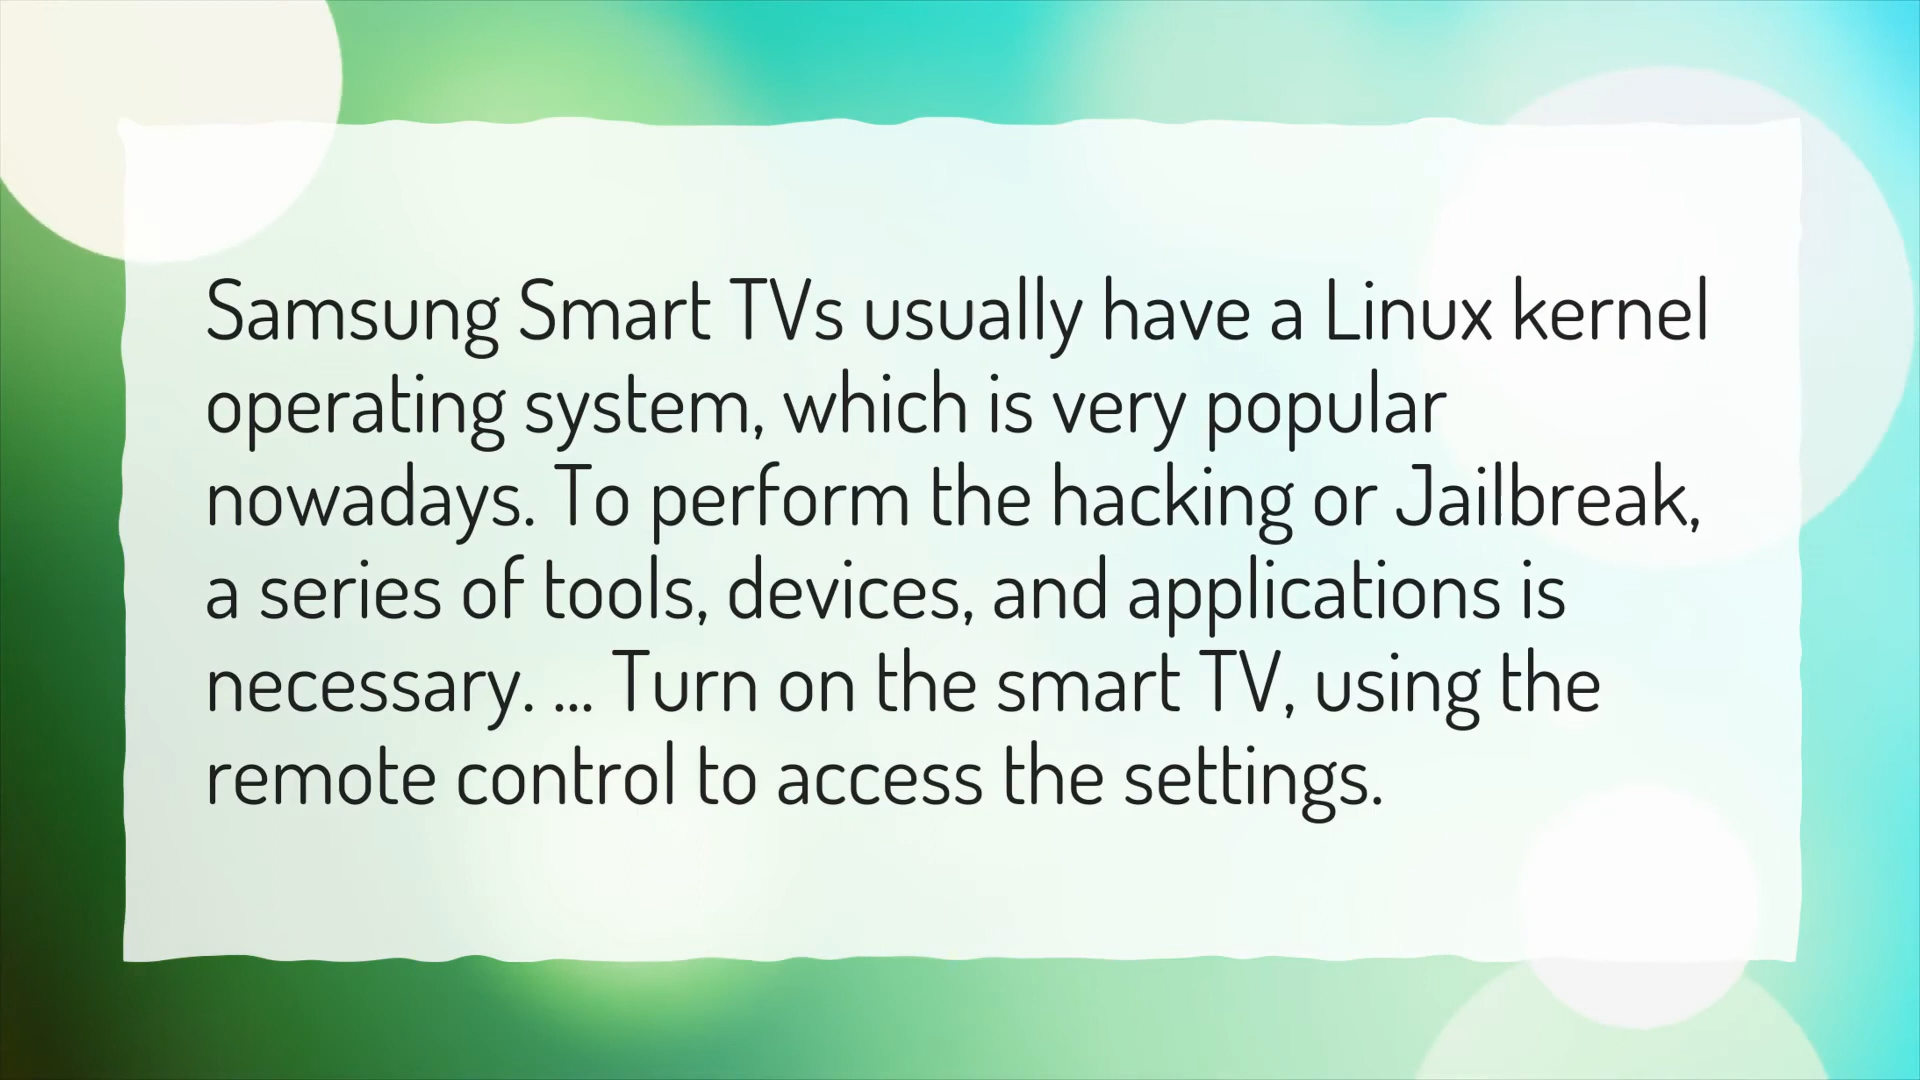 Samsung Smart TVs usually have a Linux kernel
operating system, which is very popular
nowadays. To perform the hacking or Jailbreak,
a series of tools, devices, and applications is
necessary. ... Turn on the smart TV, using the
remote control to access the settings.